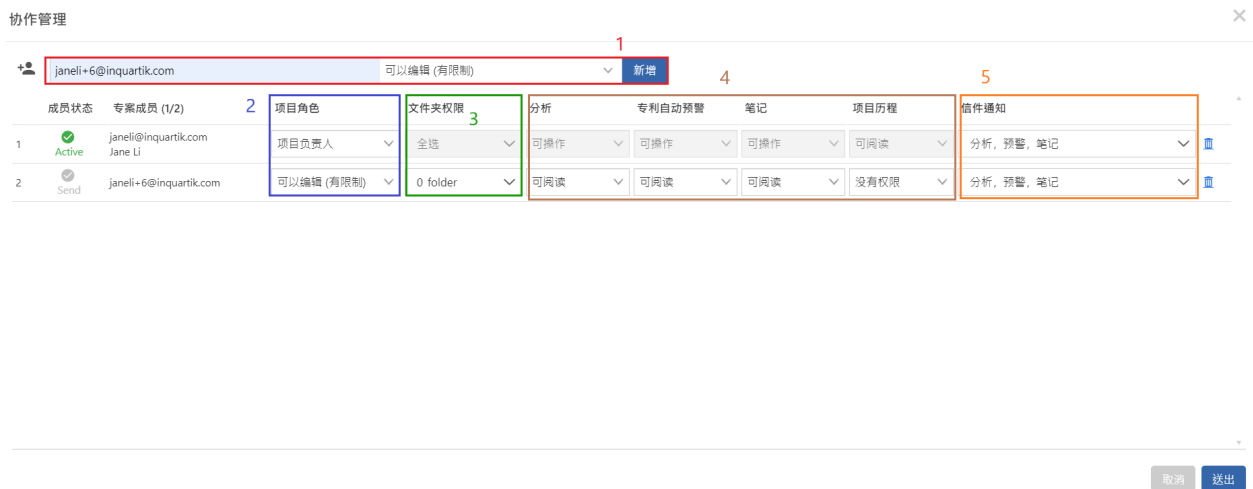 协作管理
1
janeli+6@inquartik.com 可以编辑 (有限制) 新增
4 5
成员状态 专案成员 (1/2) 2 项目角色 文件夹权限 分析 专利自动预警 笔记 项目历程 信件通知
3
1 Active janeli@inquartik.com Jane Li 项目负责人 全选 可操作 可操作 可操作 可阅读 分析, 预警, 笔记
2 Send janeli+6@inquartik.com 可以编辑 (有限制) 0 folder 可阅读 可阅读 可阅读 没有权限 分析, 预警, 笔记
取消 送出